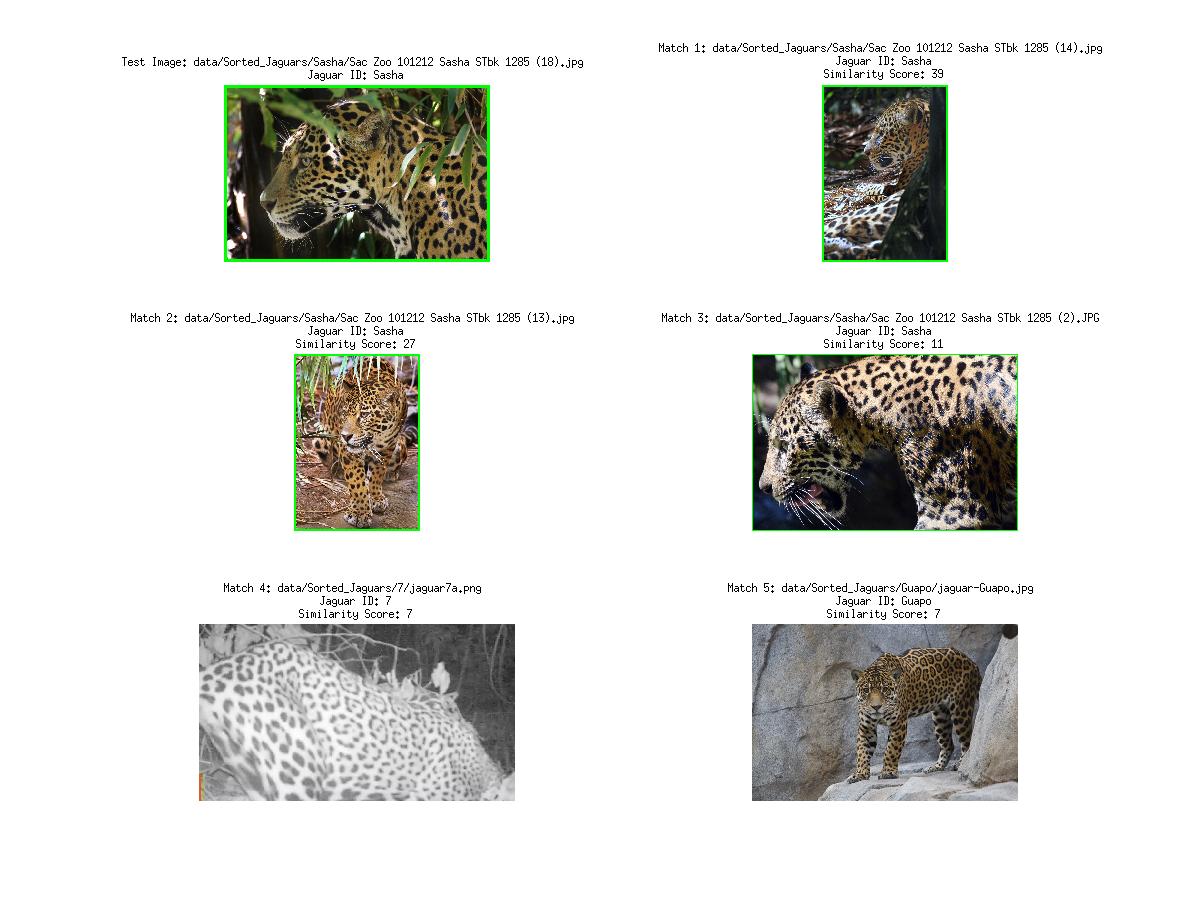 Test Image: data/Sorted_Jaguars/Sasha/Sac Zoo 101212 Sasha STbk 1285 (18).jpg
Jaguar ID: Sasha
Match 1: data/Sorted_Jaguars/Sasha/Sac Zoo 101212 Sasha STbk 1285 (14).jpg
Jaguar ID: Sasha
Similarity Score: 39
Match 2: data/Sorted_Jaguars/Sasha/Sac Zoo 101212 Sasha STbk 1285 (13).jpg
Jaguar ID: Sasha
Similarity Score: 27
Match 3: data/Sorted_Jaguars/Sasha/Sac Zoo 101212 Sasha STbk 1285 (2).JPG
Jaguar ID: Sasha
Similarity Score: 11
Match 4: data/Sorted_Jaguars/7/jaguar7a.png
Jaguar ID: 7
Similarity Score: 7
Match 5: data/Sorted_Jaguars/Guapo/jaguar-Guapo.jpg
Jaguar ID: Guapo
Similarity Score: 7